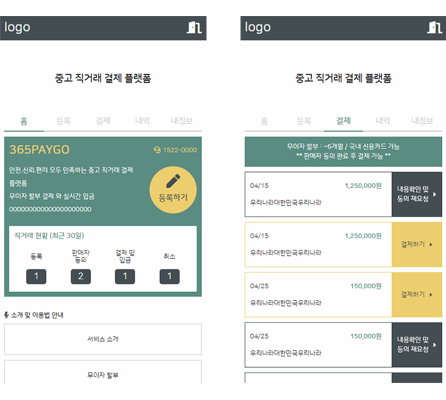 logo
중고 직거래 결제 플랫폼
홈 등록 결제 내역 내정보
365PAYGO
1522-0000
안전 신뢰 편리 모두 만족하는 중고 직거래 결제
플랫폼
무이자 할부 결제 와 실시간 입금
등록하기
직거래 현황 (최근 30일)
등록 판매자 동의 결제 및 입금 취소
1 2 1 1
소개 및 이용법 안내
서비스 소개
무이자 할부
logo
중고 직거래 결제 플랫폼
홈 등록 결제 내역 내정보
무이자 할부 : ~6개월 / 국내 신용카드 가능
** 판매자 동의 완료 후 결제 가능 **
04/15 1,250,000원
우리나라대한민국우리나라
내용확인 및
동의 재요청
04/15 1,250,000원
우리나라대한민국우리나라
결제하기
04/25 150,000원
우리나라대한민국우리나라
결제하기
04/25 150,000원
우리나라대한민국우리나라
내용확인 및
동의 재요청